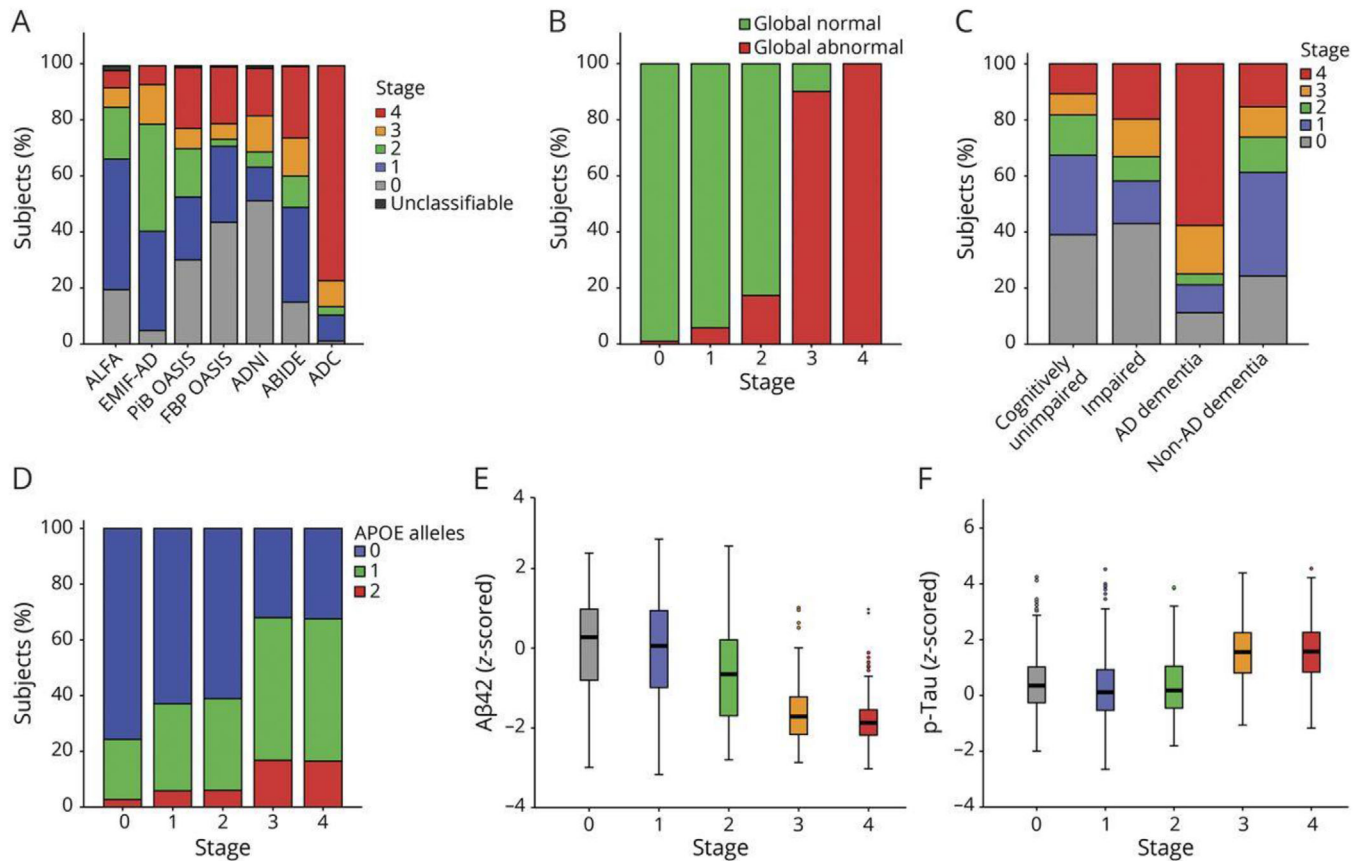 A
Subjects (%)
100
80
60
40
20
0
ALFA
EMIF-AD
PiB OASIS
FBP OASIS
ADNI
ABIDE
ADC
Stage
4
3
2
1
0
Unclassifiable
B
Global normal
Global abnormal
Subjects (%)
100
80
60
40
20
0
0 1 2 3 4
Stage
C
Subjects (%)
100
80
60
40
20
0
Cognitively
unimpaired
Impaired
AD dementia
Non-AD dementia
Stage
4
3
2
1
0
D
Subjects (%)
100
80
60
40
20
0
0 1 2 3 4
Stage
APOE alleles
0
1
2
E
Aβ42 (z-scored)
4
2
0
−2
−4
0 1 2 3 4
Stage
F
p-Tau (z-scored)
6
4
2
0
−2
−4
0 1 2 3 4
Stage